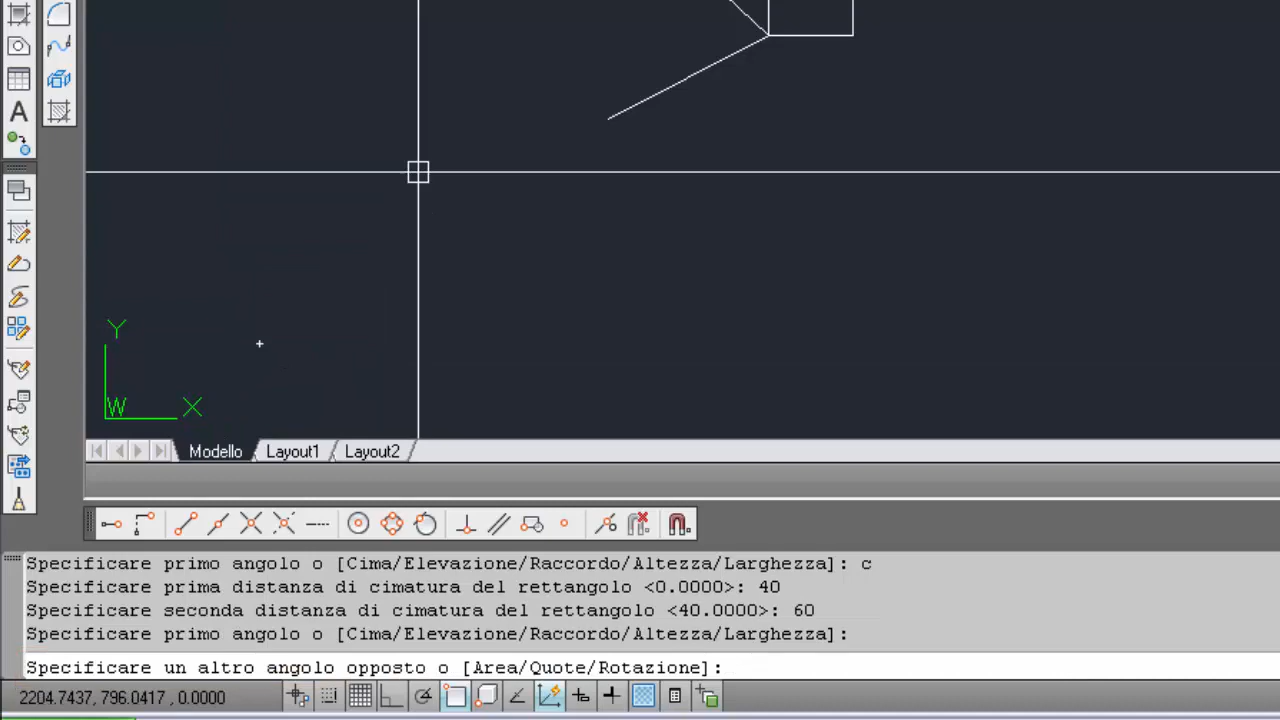 A
Y
W X
Modello Layout1 Layout2
Specificare primo angolo o [Cima/Elevazione/Raccordo/Altezza/Larghezza]: c
Specificare prima distanza di cimatura del rettangolo <0.0000>: 40
Specificare seconda distanza di cimatura del rettangolo <40.0000>: 60
Specificare primo angolo o [Cima/Elevazione/Raccordo/Altezza/Larghezza]:
Specificare un altro angolo opposto o [Area/Quote/Rotazione]:
2204.7437, 796.0417 , 0.0000